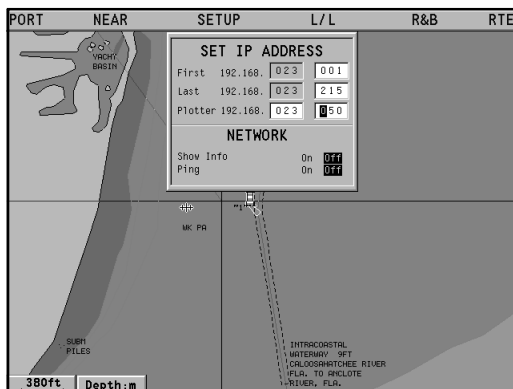 PORT NEAR SETUP L/L R&B RTE
YACHY
BASIN
SET IP ADDRESS
First 192.168. 023 001
Last 192.168. 023 215
Plotter 192.168. 023 050
NETWORK
Show Info On Off
Ping On Off
"1"
WK PA
SUBM
PILES
INTRACOASTAL
WATERWAY 9FT
CALOOSAHATCHEE RIVER
FLA. TO ANCLOTE
RIVER, FLA.
380ft Depth:m